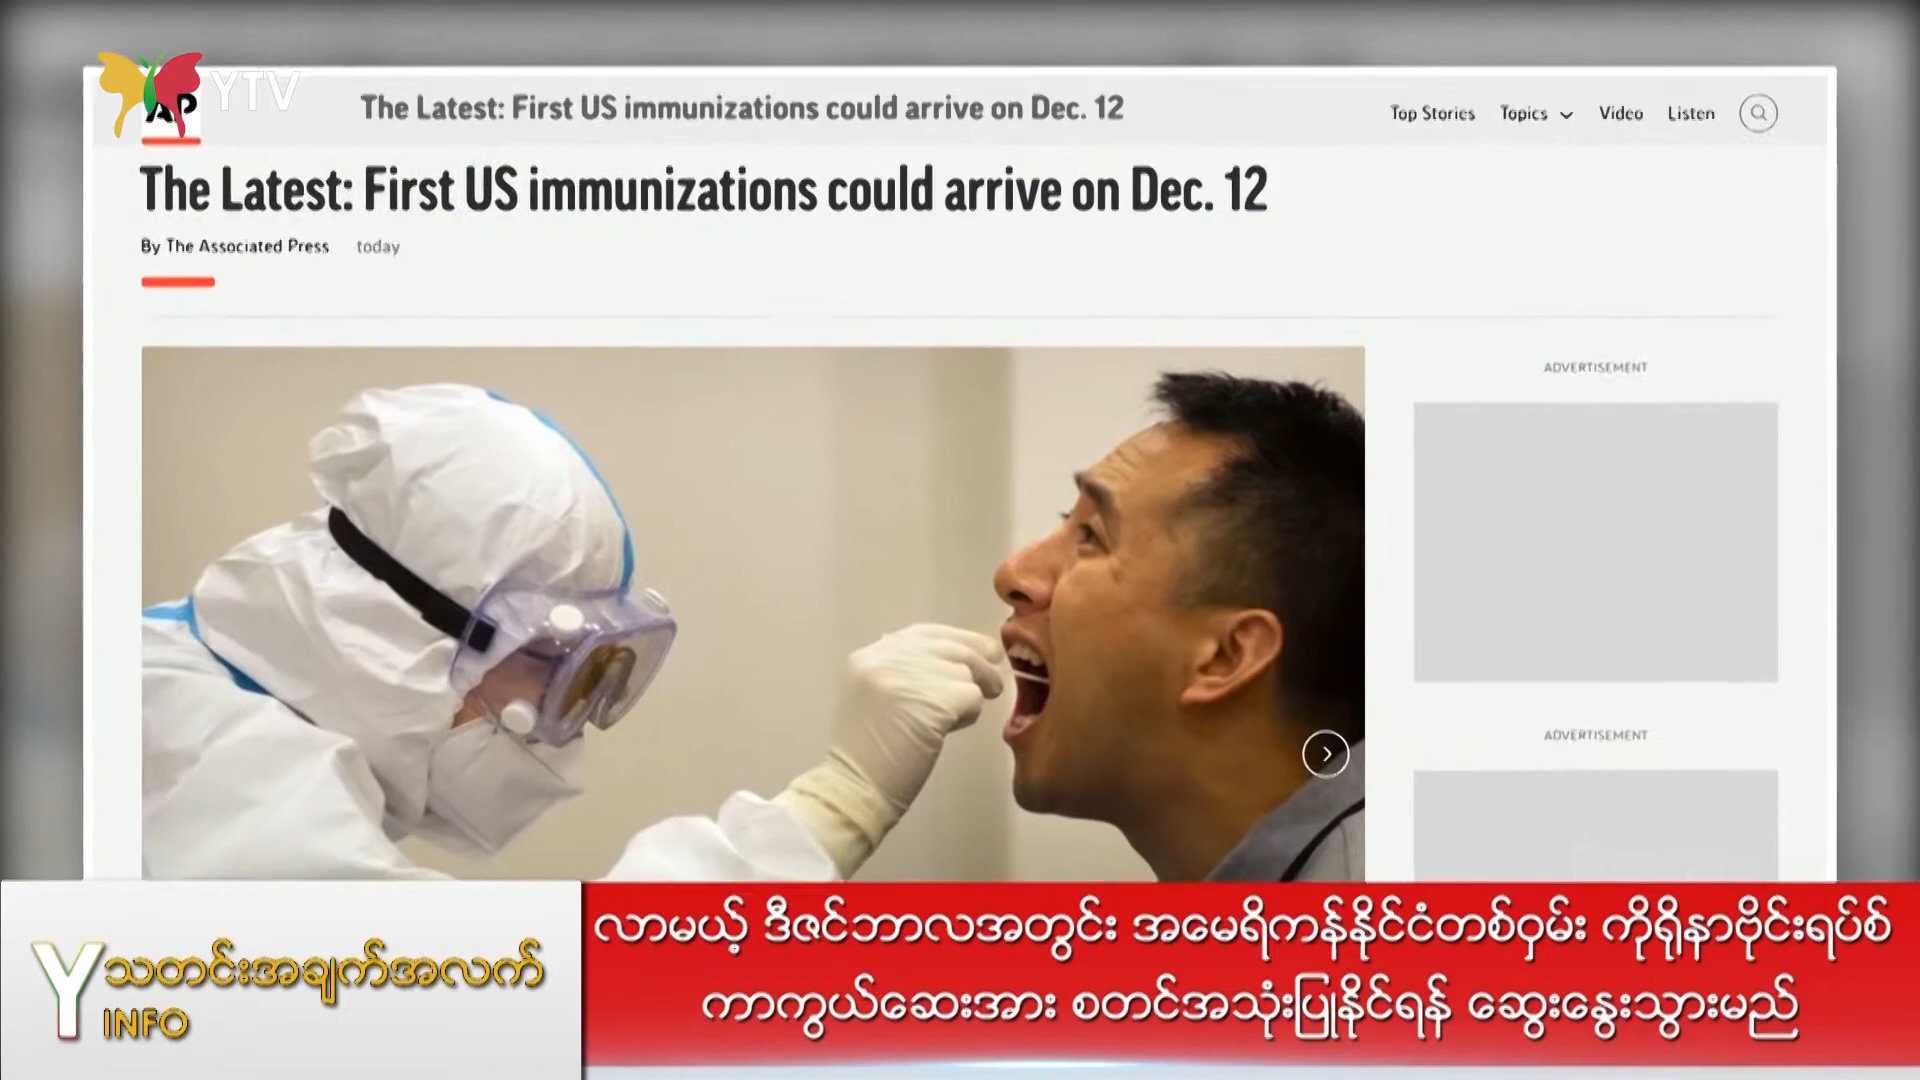 YTV
AP
The Latest: First US immunizations could arrive on Dec. 12
Top Stories Topics Video Listen
The Latest: First US immunizations could arrive on Dec. 12
By The Associated Press today
ADVERTISEMENT
ADVERTISEMENT
Y သတင်းအချက်အလက်
INFO
လာမယ့် ဒီဇင်ဘာလအတွင်း အမေရိကန်နိုင်ငံတစ်ဝှမ်း ကိုရိုနာဗိုင်းရပ်စ်
ကာကွယ်ဆေးအား စတင်အသုံးပြုနိုင်ရန် ဆွေးနွေးသွားမည်